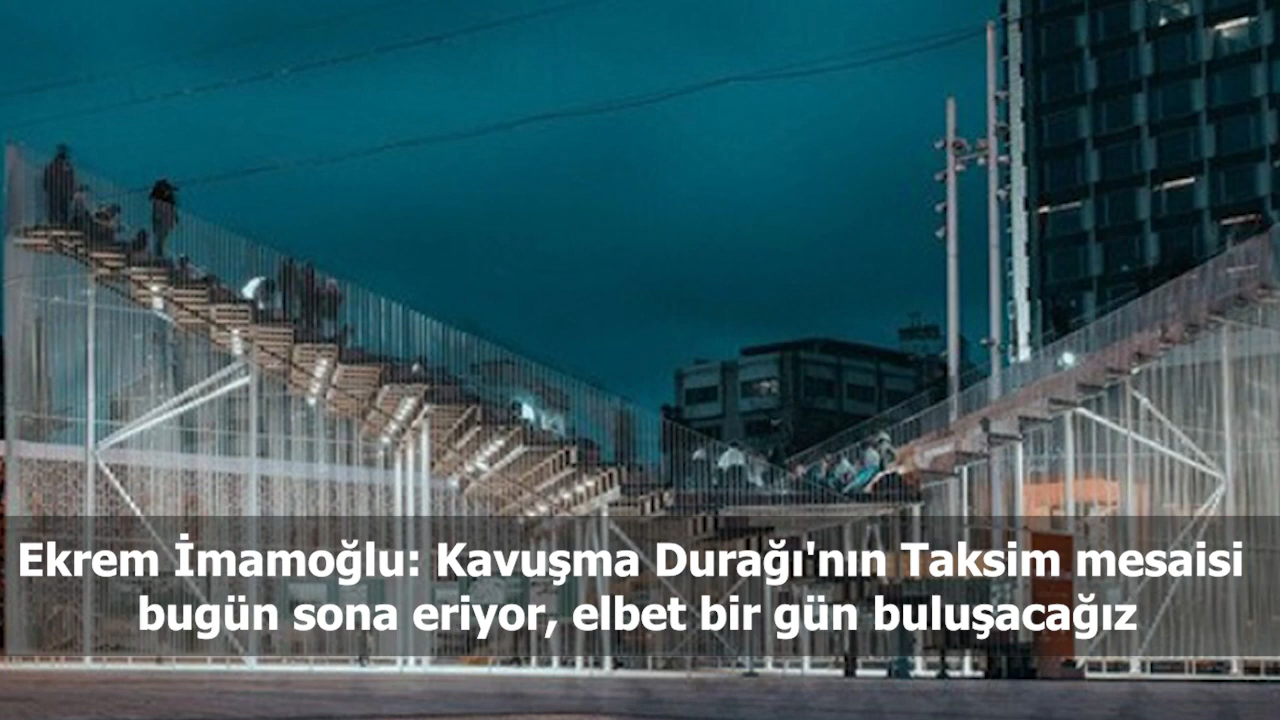 Ekrem İmamoğlu: Kavuşma Durağı'nın Taksim mesaisi
bugün sona eriyor, elbet bir gün buluşacağız